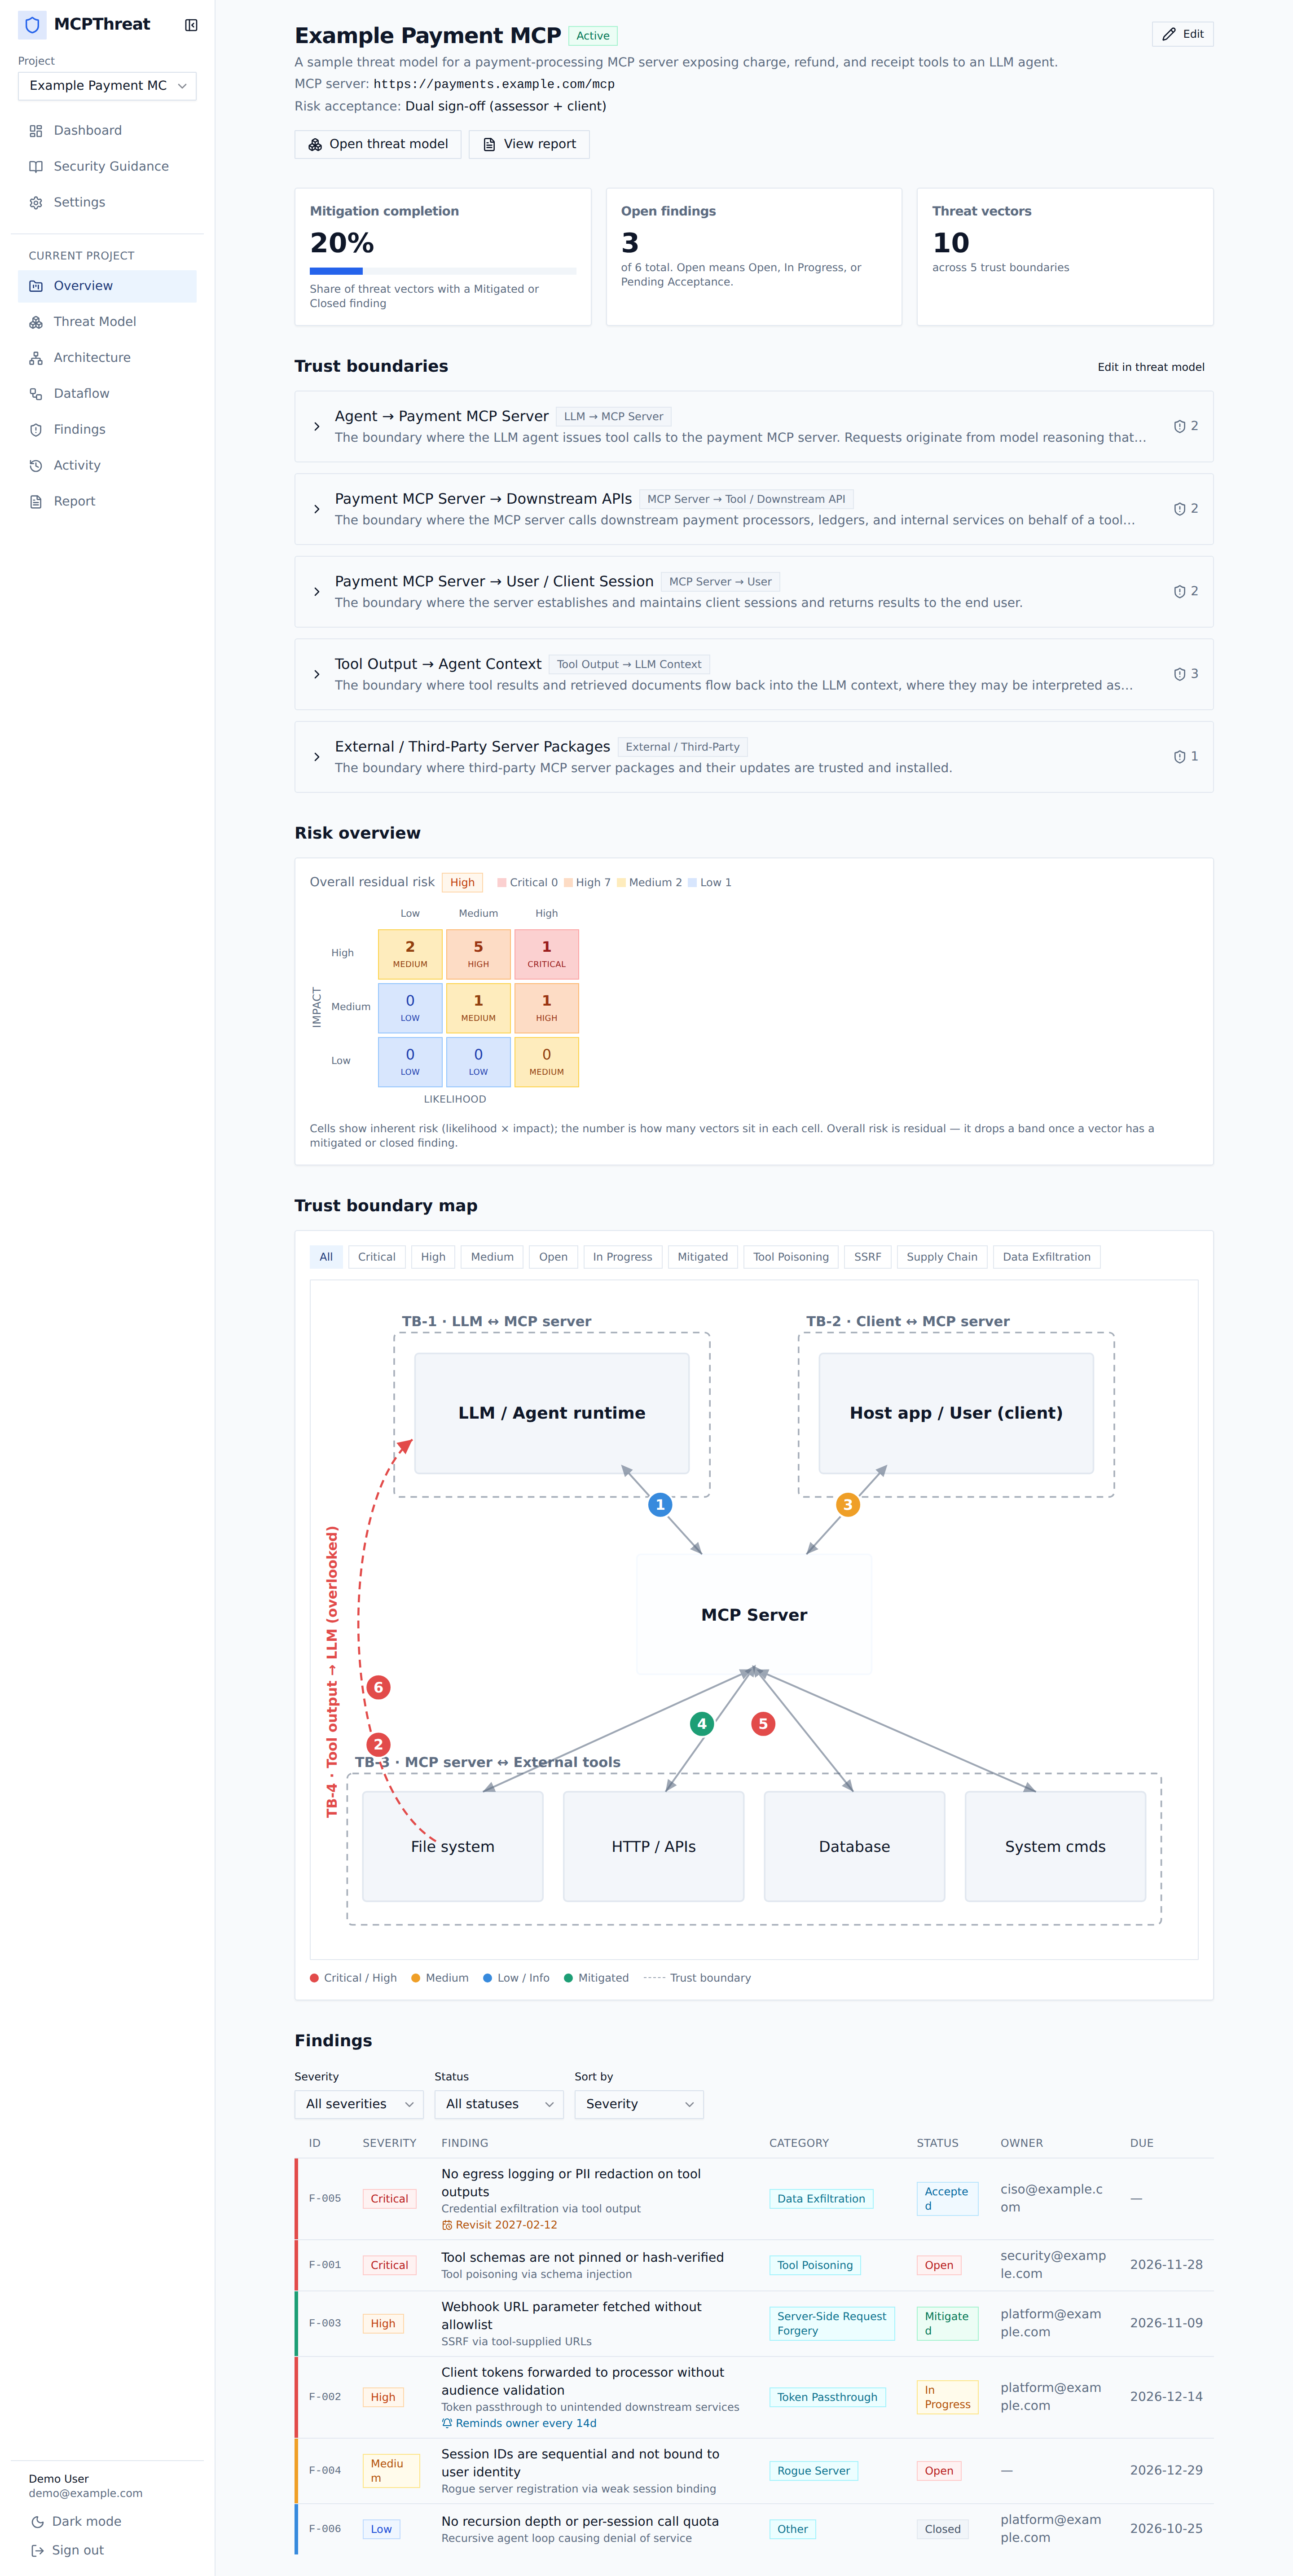 MCPThreat
Project
Example Payment MC
Dashboard
Security Guidance
Settings
CURRENT PROJECT
Overview
Threat Model
Architecture
Dataflow
Findings
Activity
Report
Demo User
demo@example.com
Dark mode
Sign out
Example Payment MCP Active
Edit
A sample threat model for a payment-processing MCP server exposing charge, refund, and receipt tools to an LLM agent.
MCP server: https://payments.example.com/mcp
Risk acceptance: Dual sign-off (assessor + client)
Open threat model View report
Mitigation completion
20%
Share of threat vectors with a Mitigated or
Closed finding
Open findings
3
of 6 total. Open means Open, In Progress, or
Pending Acceptance.
Threat vectors
10
across 5 trust boundaries
Trust boundaries Edit in threat model
Agent → Payment MCP Server LLM → MCP Server
The boundary where the LLM agent issues tool calls to the payment MCP server. Requests originate from model reasoning that…
2
Payment MCP Server → Downstream APIs MCP Server → Tool / Downstream API
The boundary where the MCP server calls downstream payment processors, ledgers, and internal services on behalf of a tool…
2
Payment MCP Server → User / Client Session MCP Server → User
The boundary where the server establishes and maintains client sessions and returns results to the end user.
2
Tool Output → Agent Context Tool Output → LLM Context
The boundary where tool results and retrieved documents flow back into the LLM context, where they may be interpreted as…
3
External / Third-Party Server Packages External / Third-Party
The boundary where third-party MCP server packages and their updates are trusted and installed.
1
Risk overview
Overall residual risk High Critical 0 High 7 Medium 2 Low 1
Low Medium High
IMPACT
High
2 5 1
MEDIUM HIGH CRITICAL
Medium
0 1 1
LOW MEDIUM HIGH
Low
0 0 0
LOW LOW MEDIUM
LIKELIHOOD
Cells show inherent risk (likelihood × impact); the number is how many vectors sit in each cell. Overall risk is residual — it drops a band once a vector has a
mitigated or closed finding.
Trust boundary map
All Critical High Medium Open In Progress Mitigated Tool Poisoning SSRF Supply Chain Data Exfiltration
TB-1 · LLM ↔ MCP server
TB-2 · Client ↔ MCP server
LLM / Agent runtime
Host app / User (client)
1
3
MCP Server
TB-4 · Tool output → LLM (overlooked)
6
4
5
2
TB-3 · MCP server ↔ External tools
File system
HTTP / APIs
Database
System cmds
Critical / High Medium Low / Info Mitigated Trust boundary
Findings
Severity Status Sort by
All severities All statuses Severity
ID SEVERITY FINDING CATEGORY STATUS OWNER DUE
F-005 Critical
No egress logging or PII redaction on tool
outputs
Credential exfiltration via tool output
Revisit 2027-02-12
Data Exfiltration
Accepte
d
ciso@example.c
om
—
F-001 Critical
Tool schemas are not pinned or hash-verified
Tool poisoning via schema injection
Tool Poisoning
Open
security@examp
le.com
2026-11-28
F-003 High
Webhook URL parameter fetched without
allowlist
SSRF via tool-supplied URLs
Server-Side Request
Forgery
Mitigate
d
platform@exam
ple.com
2026-11-09
F-002 High
Client tokens forwarded to processor without
audience validation
Token passthrough to unintended downstream services
Reminds owner every 14d
Token Passthrough
In
Progress
platform@exam
ple.com
2026-12-14
F-004
Mediu
m
Session IDs are sequential and not bound to
user identity
Rogue server registration via weak session binding
Rogue Server
Open
—
2026-12-29
F-006 Low
No recursion depth or per-session call quota
Recursive agent loop causing denial of service
Other
Closed
platform@exam
ple.com
2026-10-25